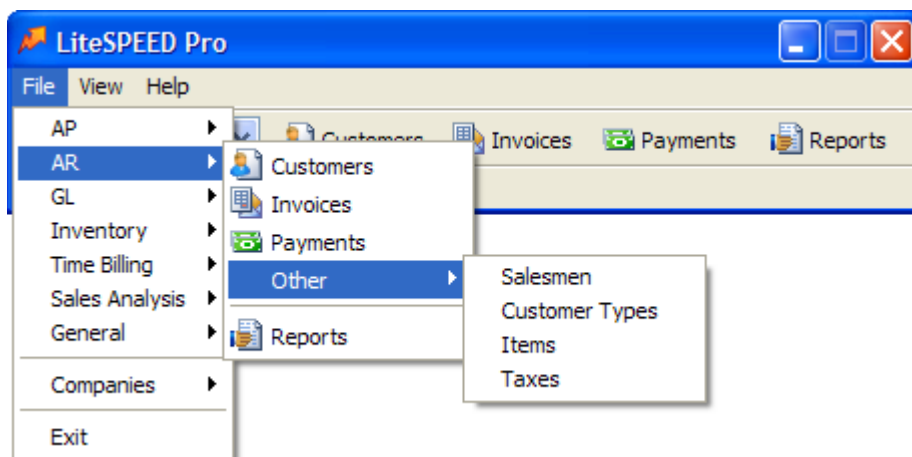 LiteSPEED Pro
File View Help
Customers Invoices Payments Reports
AP
AR
GL
Inventory
Time Billing
Sales Analysis
General
Companies
Exit
Customers
Invoices
Payments
Other
Reports
Salesmen
Customer Types
Items
Taxes